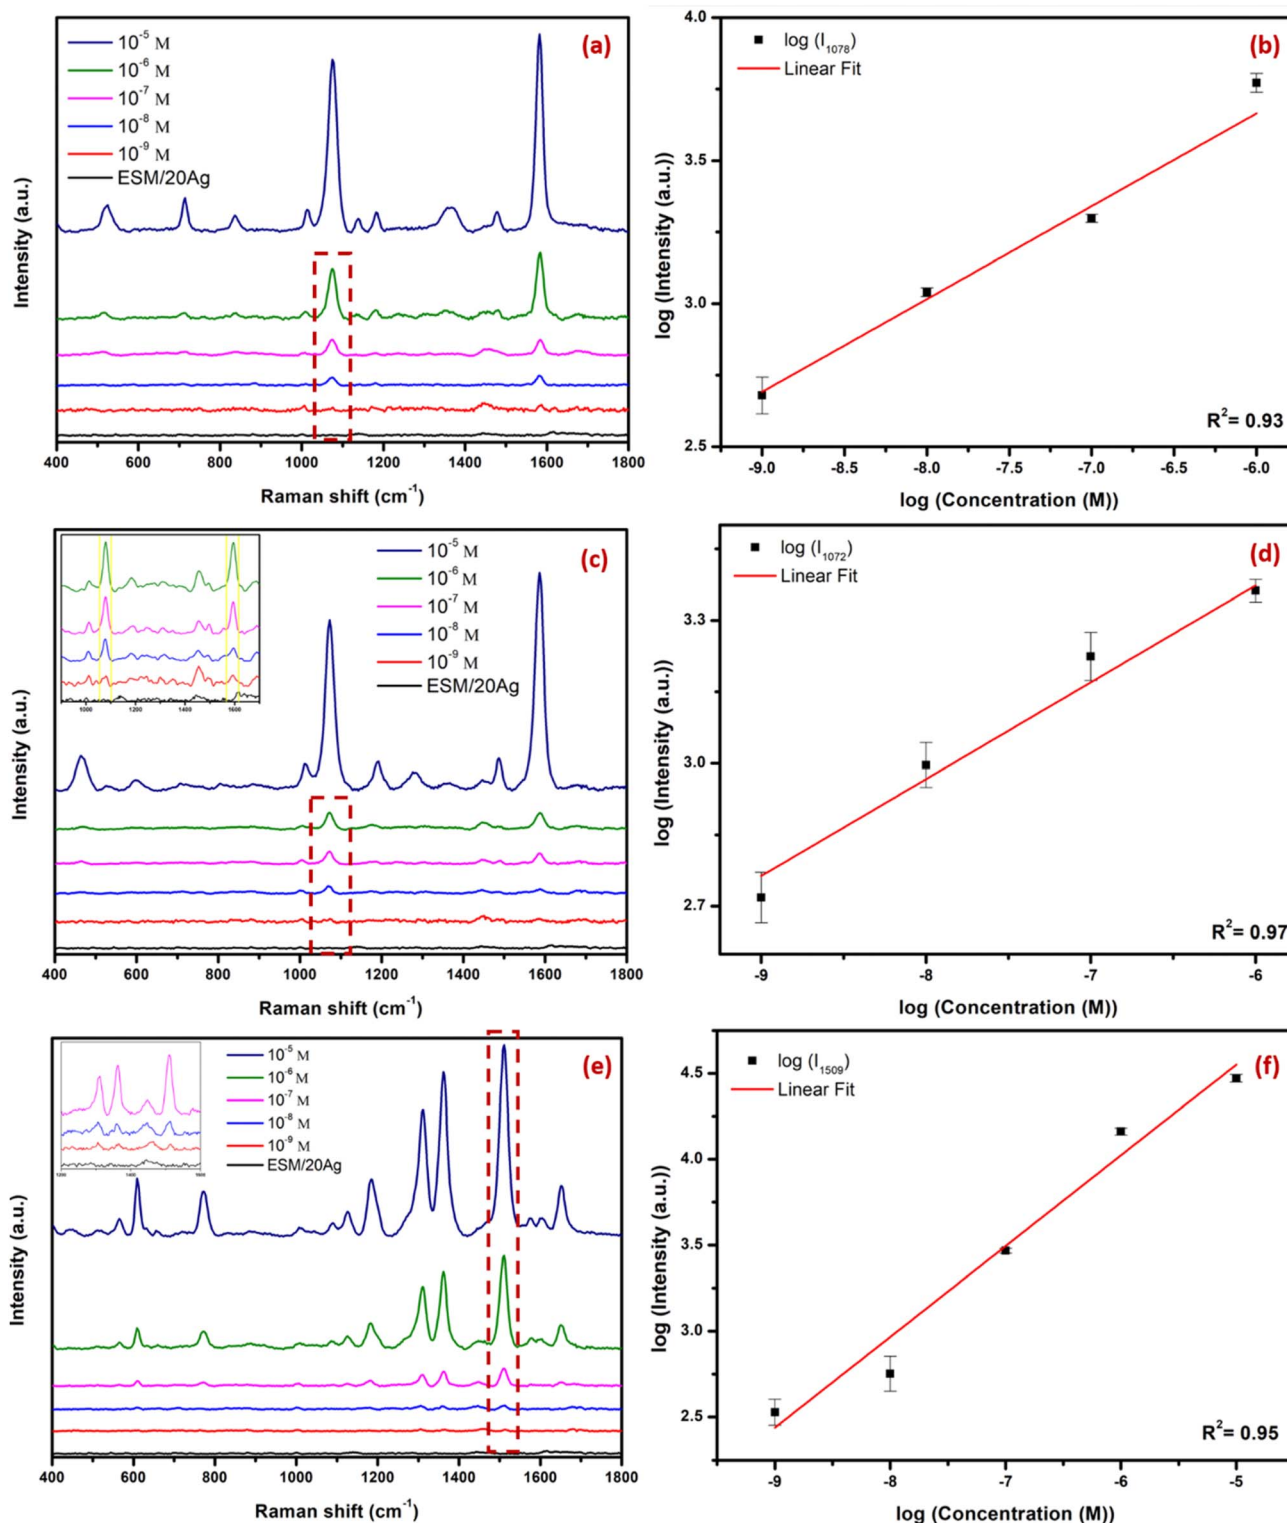 (a)
10⁻⁵ M
10⁻⁶ M
10⁻⁷ M
10⁻⁸ M
10⁻⁹ M
ESM/20Ag
Intensity (a.u.)
400 600 800 1000 1200 1400 1600 1800
Raman shift (cm⁻¹)
(b)
log (I₁₀₇₈)
Linear Fit
4.0
3.5
3.0
2.5
log (Intensity (a.u.))
R²= 0.93
-9.0 -8.5 -8.0 -7.5 -7.0 -6.5 -6.0
log (Concentration (M))
(c)
10⁻⁵ M
10⁻⁶ M
10⁻⁷ M
10⁻⁸ M
10⁻⁹ M
ESM/20Ag
1000 1200 1400 1600
Intensity (a.u.)
400 600 800 1000 1200 1400 1600 1800
Raman shift (cm⁻¹)
(d)
log (I₁₀₇₂)
Linear Fit
3.3
3.0
2.7
log (Intensity (a.u.))
R²= 0.97
-9 -8 -7 -6
log (Concentration (M))
(e)
10⁻⁵ M
10⁻⁶ M
10⁻⁷ M
10⁻⁸ M
10⁻⁹ M
ESM/20Ag
1200 1400 1600
Intensity (a.u.)
400 600 800 1000 1200 1400 1600 1800
Raman shift (cm⁻¹)
(f)
log (I₁₅₀₉)
Linear Fit
4.5
4.0
3.5
3.0
2.5
log (Intensity (a.u.))
R²= 0.95
-9 -8 -7 -6 -5
log (Concentration (M))